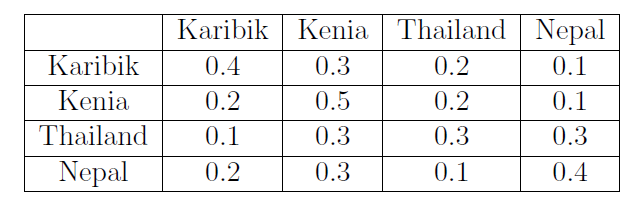 Karibik Kenia Thailand Nepal
Karibik 0.4 0.3 0.2 0.1
Kenia 0.2 0.5 0.2 0.1
Thailand 0.1 0.3 0.3 0.3
Nepal 0.2 0.3 0.1 0.4